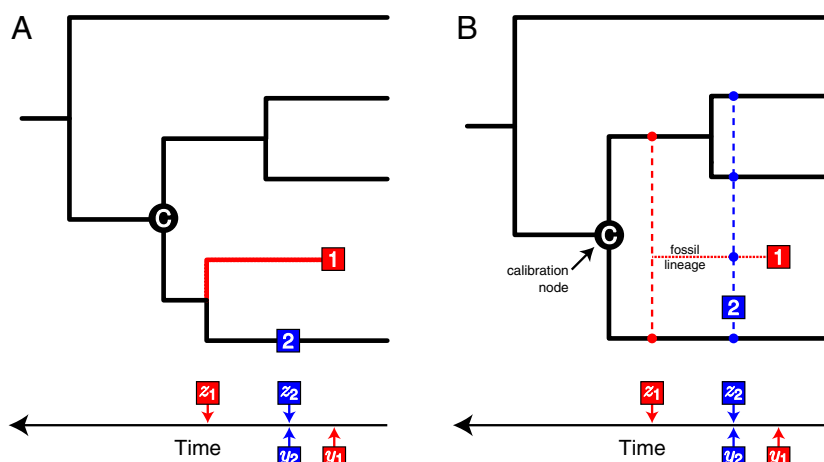 A
B
C
1
2
z1
z2
Time
y2
y1
C
calibration
node
fossil
lineage
1
2
z1
z2
Time
y2
y1